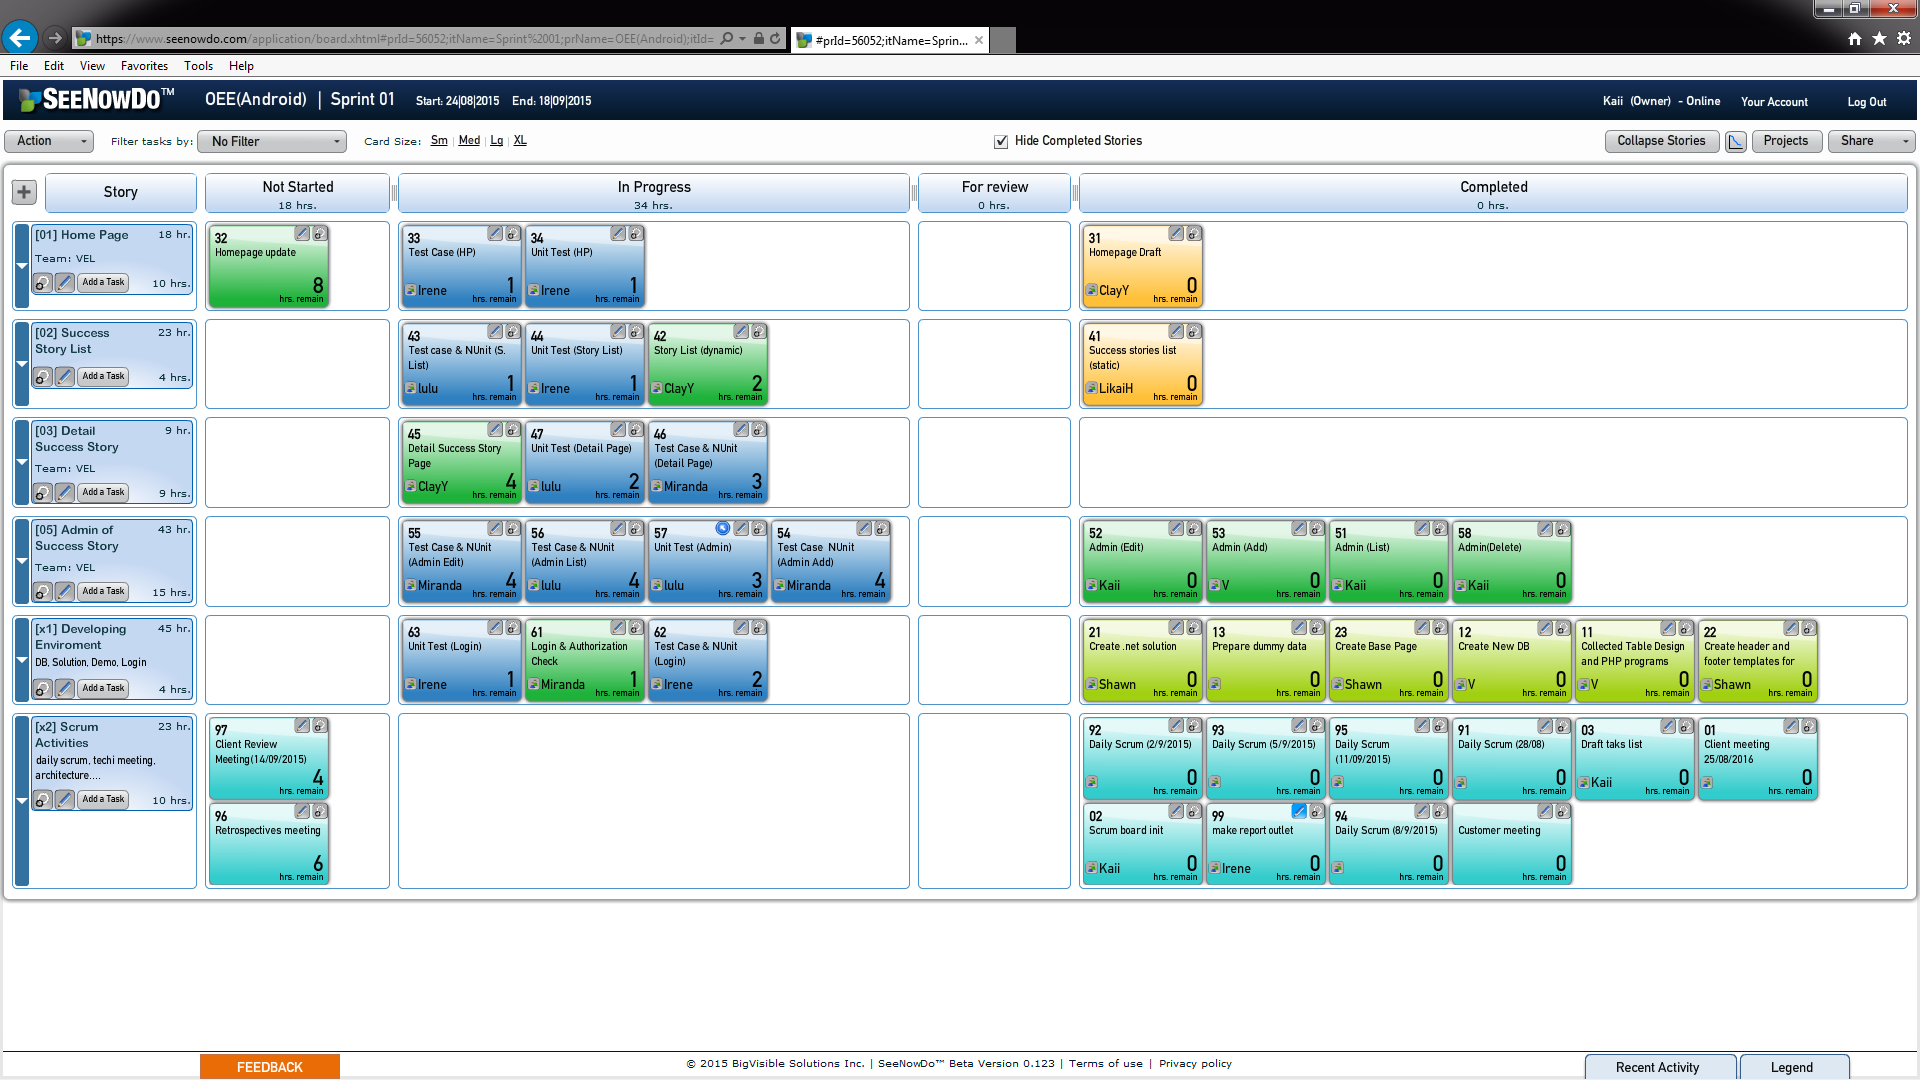 https://www.seenowdo.com/application/board.xhtml#prId=56052;itName=Sprint%2001;prName=OEE(Android);itId=
#prId=56052;itName=Sprin...
File Edit View Favorites Tools Help
SEENOWDO™ OEE(Android) | Sprint 01 Start: 24|08|2015 End: 18|09|2015 Kaii (Owner) - Online Your Account Log Out
Action Filter tasks by: No Filter Card Size: Sm Med Lg XL Hide Completed Stories Collapse Stories Projects Share
Story
Not Started
18 hrs.
In Progress
34 hrs.
For review
0 hrs.
Completed
0 hrs.
[01] Home Page 18 hr.
Team: VEL
Add a Task 10 hrs.
32
Homepage update
8
hrs. remain
33
Test Case (HP)
Irene 1
hrs. remain
34
Unit Test (HP)
Irene 1
hrs. remain
31
Homepage Draft
ClayY 0
hrs. remain
[02] Success 23 hr.
Story List
Add a Task 4 hrs.
43
Test case & NUnit (S.
List)
lulu 1
hrs. remain
44
Unit Test (Story List)
Irene 1
hrs. remain
42
Story List (dynamic)
ClayY 2
hrs. remain
41
Success stories list
(static)
LikaiH 0
hrs. remain
[03] Detail 9 hr.
Success Story
Team: VEL
Add a Task 9 hrs.
45
Detail Success Story
Page
ClayY 4
hrs. remain
47
Unit Test (Detail Page)
lulu 2
hrs. remain
46
Test Case & NUnit
(Detail Page)
Miranda 3
hrs. remain
[05] Admin of 43 hr.
Success Story
Team: VEL
Add a Task 15 hrs.
55
Test Case & NUnit
(Admin Edit)
Miranda 4
hrs. remain
56
Test Case & NUnit
(Admin List)
lulu 4
hrs. remain
57
Unit Test (Admin)
lulu 3
hrs. remain
54
Test Case NUnit
(Admin Add)
Miranda 4
hrs. remain
52
Admin (Edit)
Kaii 0
hrs. remain
53
Admin (Add)
V 0
hrs. remain
51
Admin (List)
Kaii 0
hrs. remain
58
Admin(Delete)
Kaii 0
hrs. remain
[x1] Developing 45 hr.
Enviroment
DB, Solution, Demo, Login
Add a Task 4 hrs.
63
Unit Test (Login)
Irene 1
hrs. remain
61
Login & Authorization
Check
Miranda 1
hrs. remain
62
Test Case & NUnit
(Login)
Irene 2
hrs. remain
21
Create .net solution
Shawn 0
hrs. remain
13
Prepare dummy data
0
hrs. remain
23
Create Base Page
Shawn 0
hrs. remain
12
Create New DB
V 0
hrs. remain
11
Collected Table Design
and PHP programs
V 0
hrs. remain
22
Create header and
footer templates for
Shawn 0
hrs. remain
[x2] Scrum 23 hr.
Activities
daily scrum, techi meeting,
architecture....
Add a Task 10 hrs.
97
Client Review
Meeting(14/09/2015)
4
hrs. remain
96
Retrospectives meeting
6
hrs. remain
92
Daily Scrum (2/9/2015)
0
hrs. remain
93
Daily Scrum (5/9/2015)
0
hrs. remain
95
Daily Scrum
(11/09/2015)
0
hrs. remain
91
Daily Scrum (28/08)
0
hrs. remain
03
Draft taks list
Kaii 0
hrs. remain
01
Client meeting
25/08/2016
0
hrs. remain
02
Scrum board init
Kaii 0
hrs. remain
99
make report outlet
Irene 0
hrs. remain
94
Daily Scrum (8/9/2015)
0
hrs. remain
Customer meeting
0
hrs. remain
FEEDBACK © 2015 BigVisible Solutions Inc. | SeeNowDo™ Beta Version 0.123 | Terms of use | Privacy policy Recent Activity Legend